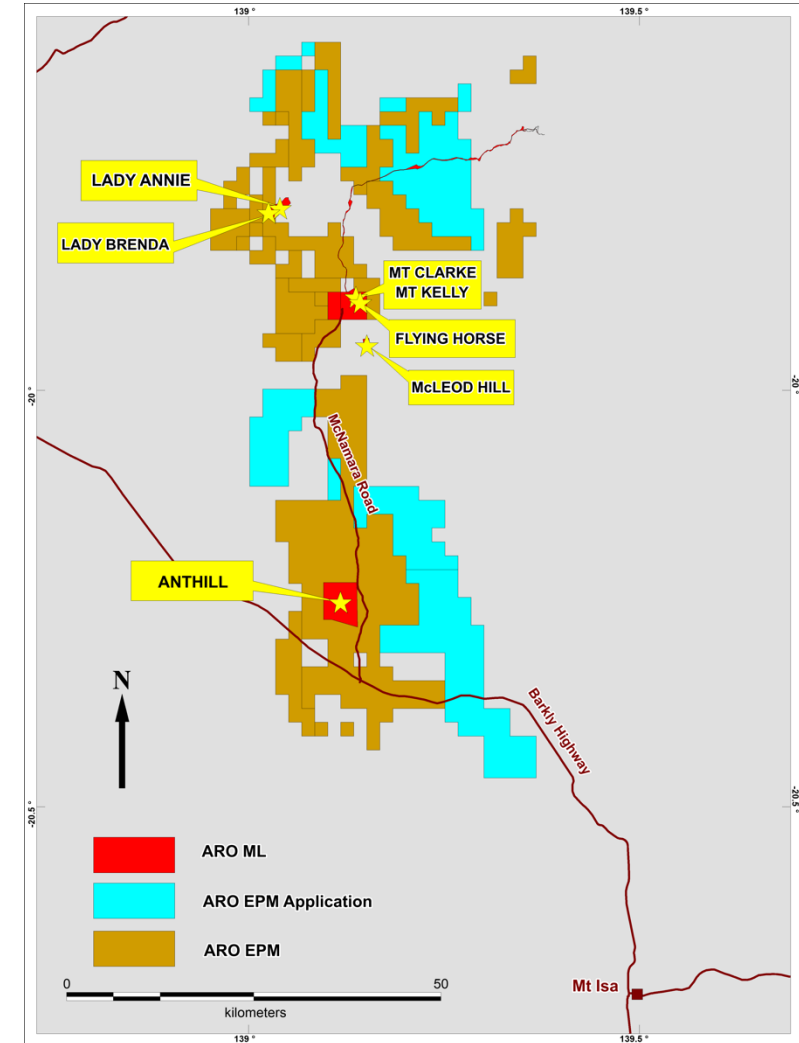 139 °
139.5 °
LADY ANNIE
LADY BRENDA
MT CLARKE
MT KELLY
FLYING HORSE
McLEOD HILL
-20 °
-20 °
McNamara Road
ANTHILL
N
Barkly Highway
-20.5 °
-20.5 °
ARO ML
ARO EPM Application
ARO EPM
0
50
kilometers
Mt Isa
139 °
139.5 °